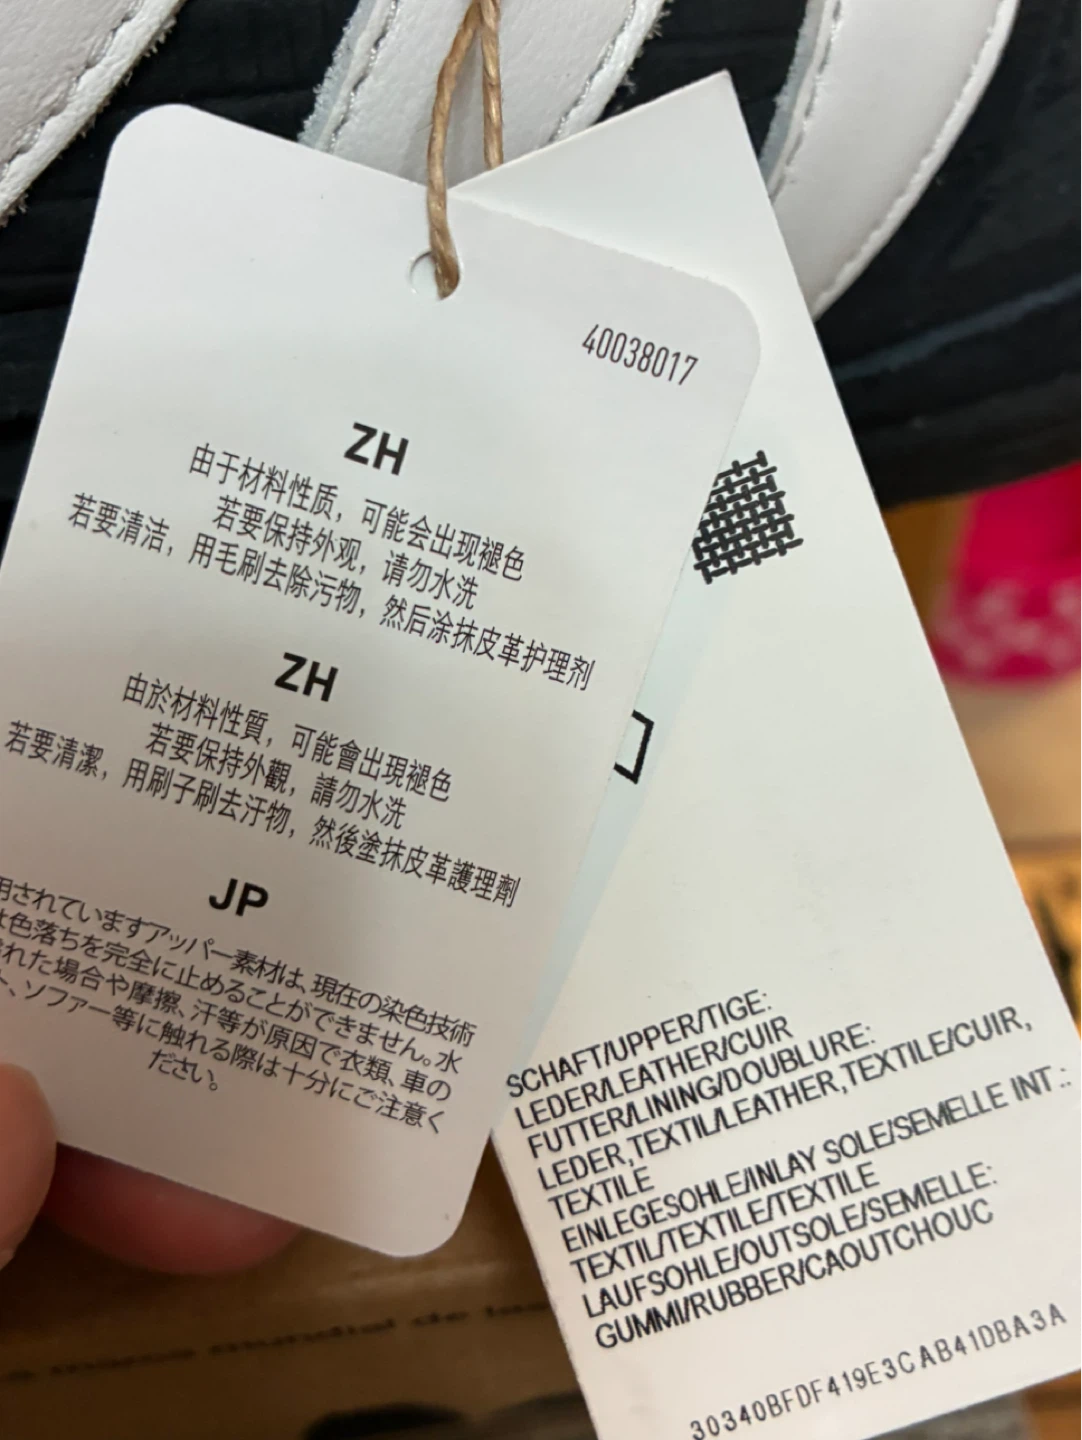 40038017
ZH
由于材料性质，可能会出现褪色
若要保持外观，请勿水洗
若要清洁，用毛刷去除污物，然后涂抹皮革护理剂
ZH
由於材料性質，可能會出現褪色
若要保持外觀，請勿水洗
若要清潔，用刷子刷去汙物，然後塗抹皮革護理劑
JP
用されていますアッパー素材は、現在の染色技術
は色落ちを完全に止めることができません。水
れた場合や摩擦、汗等が原因で衣類、車の
ト、ソファー等に触れる際は十分にご注意く
ださい。
SCHAFT/UPPER/TIGE:
LEDER/LEATHER/CUIR
FUTTER/LINING/DOUBLURE:
LEDER,TEXTIL/LEATHER,TEXTILE/CUIR,
TEXTILE
EINLEGESOHLE/INLAY SOLE/SEMELLE INT.:
TEXTIL/TEXTILE/TEXTILE
LAUFSOHLE/OUTSOLE/SEMELLE:
GUMMI/RUBBER/CAOUTCHOUC
30340BFDF419E3CAB41DBA3A